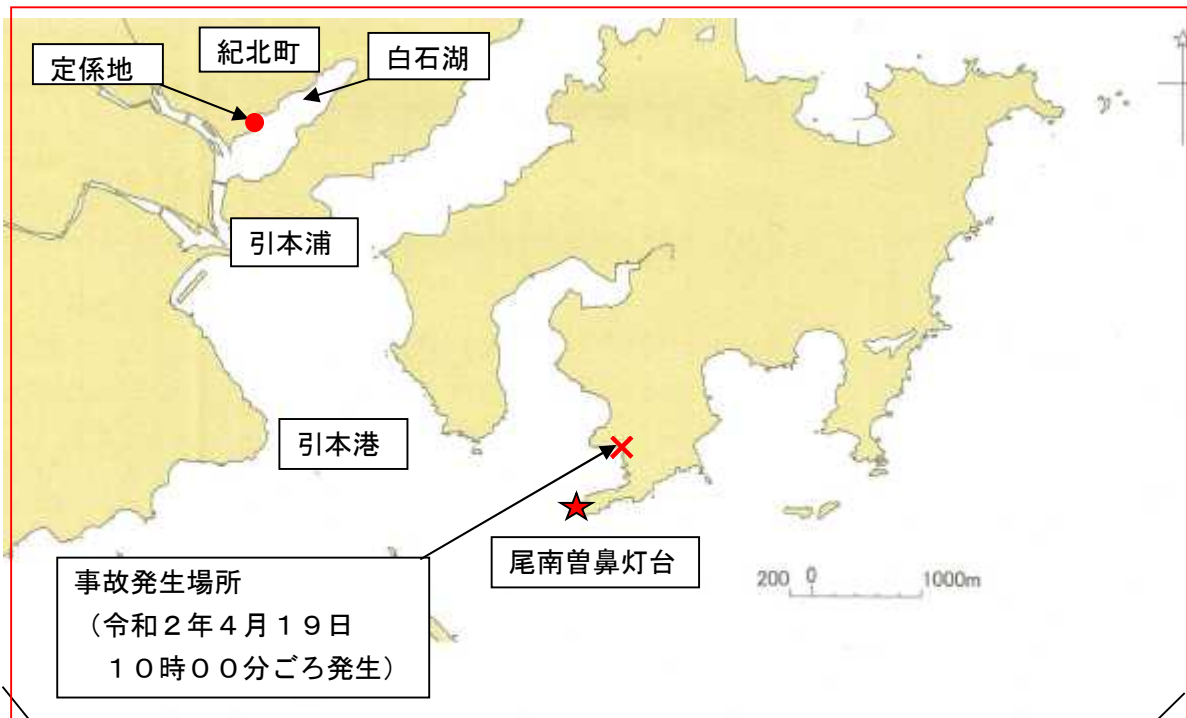 紀北町
白石湖
定係地
引本浦
引本港
尾南曽鼻灯台
事故発生場所
（令和２年４月１９日
１０時００分ごろ発生）
200 0 1000m